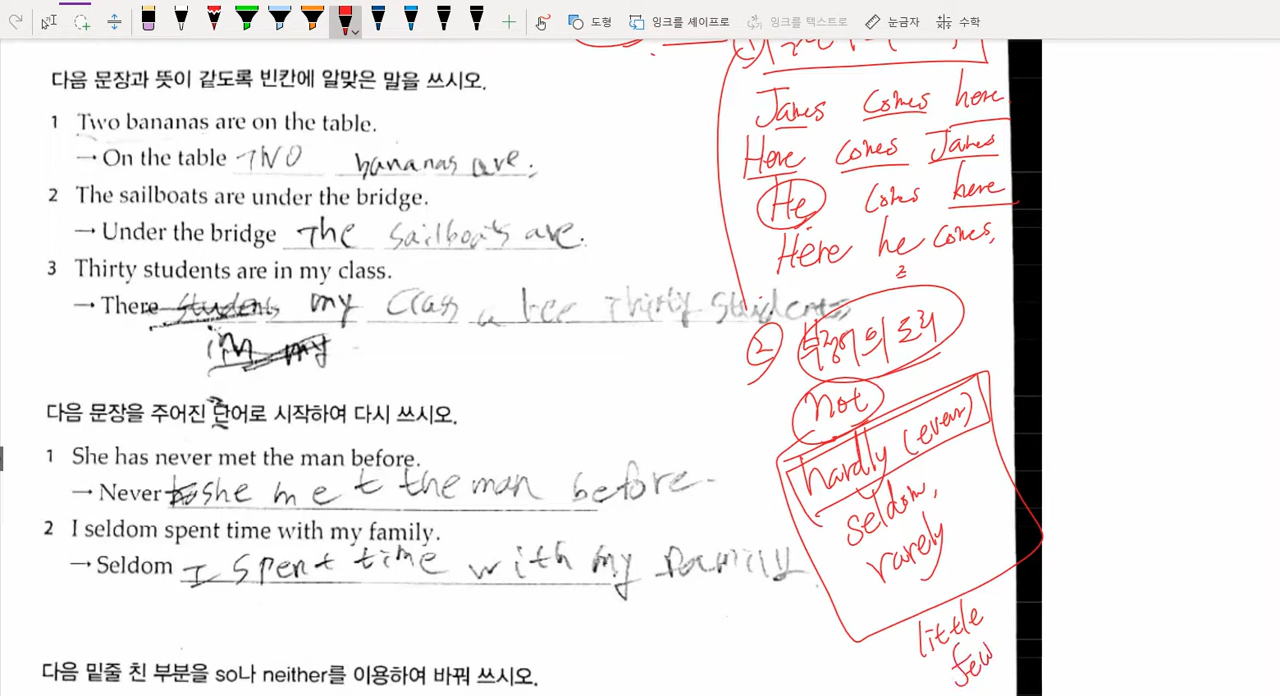 도형 잉크를 셰이프로 잉크를 텍스트로 눈금자 수학
다음 문장과 뜻이 같도록 빈칸에 알맞은 말을 쓰시오.
1 Two bananas are on the table.
→ On the table TWO bananas are.
2 The sailboats are under the bridge.
→ Under the bridge The sailboats are.
3 Thirty students are in my class.
→ There students my Class Thirty students
in my
다음 문장을 주어진 단어로 시작하여 다시 쓰시오.
1 She has never met the man before.
→ Never she met the man before.
2 I seldom spent time with my family.
→ Seldom I spent time with my family
다음 밑줄 친 부분을 so나 neither를 이용하여 바꿔 쓰시오.
①
James comes here
Here comes James
He comes here
Here he comes,
② 부정어의 도치
not
hardly (ever)
seldom,
rarely
little
few